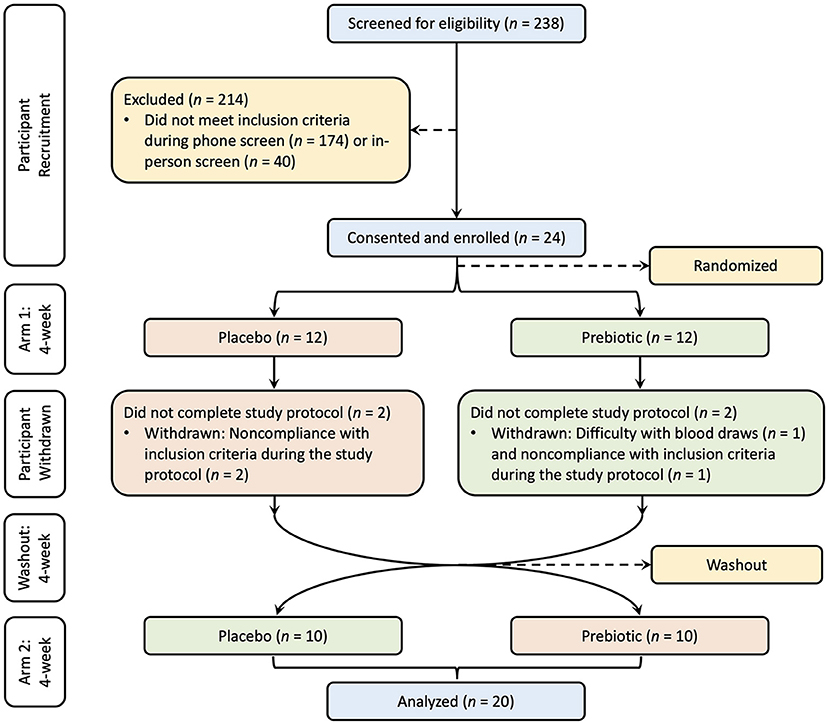 Screened for eligibility (n = 238)
Participant
Recruitment
Excluded (n = 214)
• Did not meet inclusion criteria
during phone screen (n = 174) or in-
person screen (n = 40)
Consented and enrolled (n = 24)
Randomized
Arm 1:
4-week
Placebo (n = 12)
Prebiotic (n = 12)
Participant
Withdrawn
Did not complete study protocol (n = 2)
• Withdrawn: Noncompliance with
inclusion criteria during the study
protocol (n = 2)
Did not complete study protocol (n = 2)
• Withdrawn: Difficulty with blood draws (n = 1)
and noncompliance with inclusion criteria
during the study protocol (n = 1)
Washout:
4-week
Washout
Arm 2:
4-week
Placebo (n = 10)
Prebiotic (n = 10)
Analyzed (n = 20)